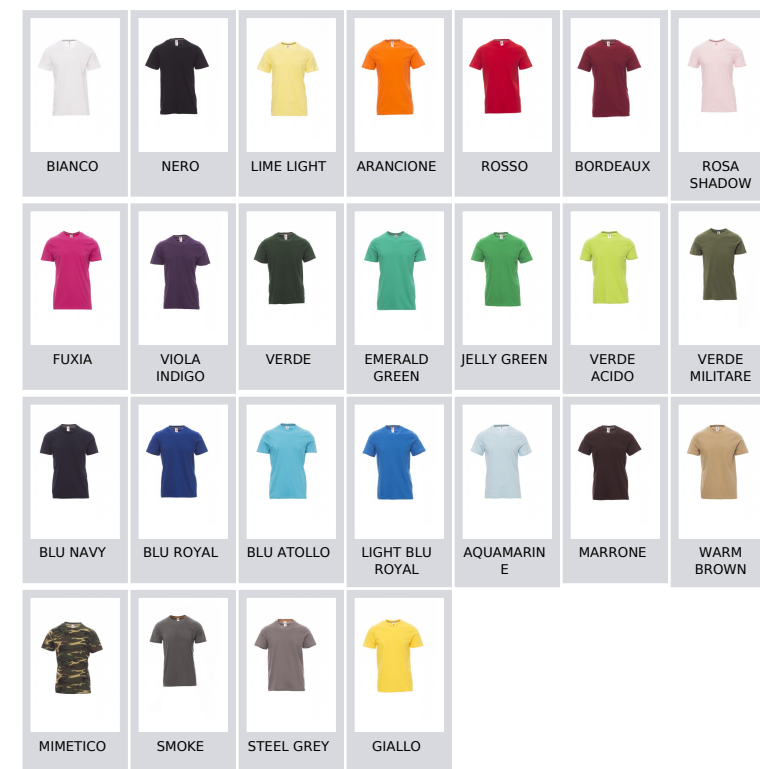 BIANCO
NERO
LIME LIGHT
ARANCIONE
ROSSO
BORDEAUX
ROSA
SHADOW
FUXIA
VIOLA
INDIGO
VERDE
EMERALD
GREEN
JELLY GREEN
VERDE
ACIDO
VERDE
MILITARE
BLU NAVY
BLU ROYAL
BLU ATOLLO
LIGHT BLU
ROYAL
AQUAMARIN
E
MARRONE
WARM
BROWN
MIMETICO
SMOKE
STEEL GREY
GIALLO